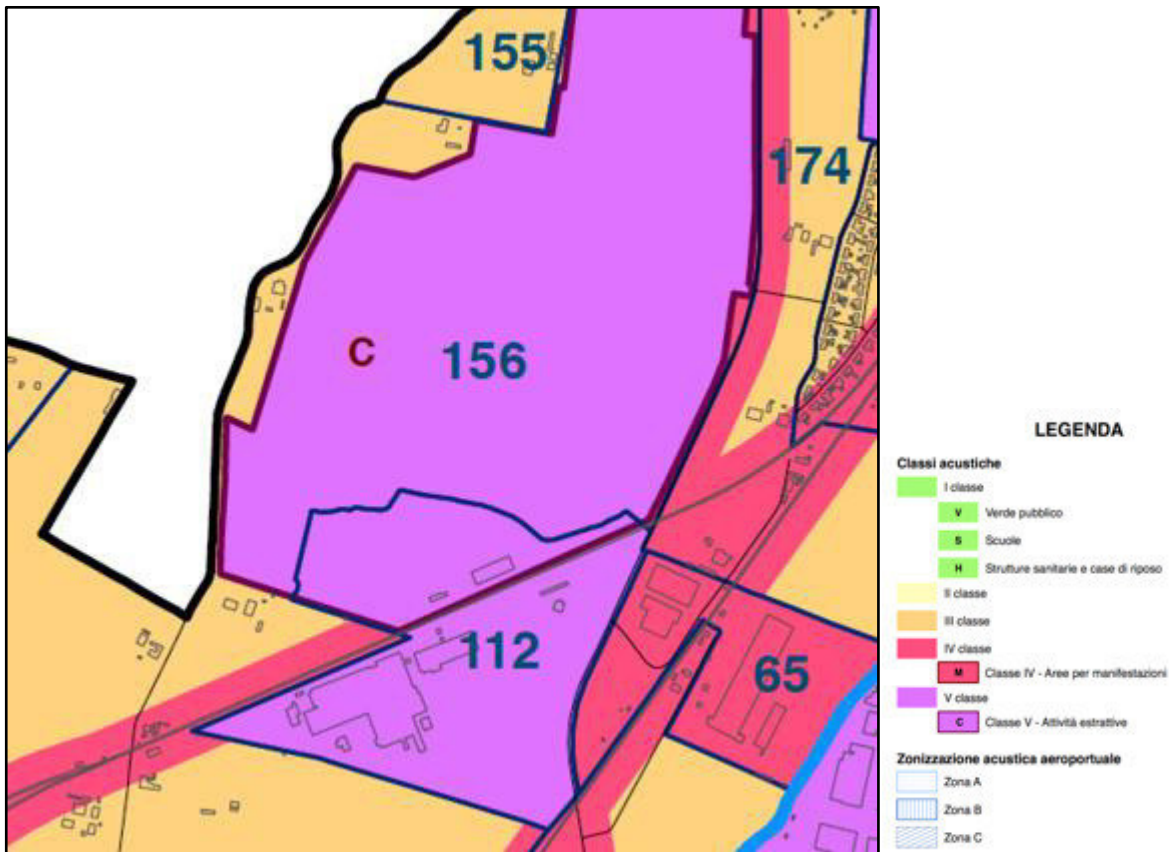 155
174
C
156
112
65
LEGENDA
Classi acustiche
I classe
V Verde pubblico
S Scuole
H Strutture sanitarie e case di riposo
II classe
III classe
IV classe
M Classe IV - Aree per manifestazioni
V classe
C Classe V - Attività estrattive
Zonizzazione acustica aeroportuale
Zona A
Zona B
Zona C